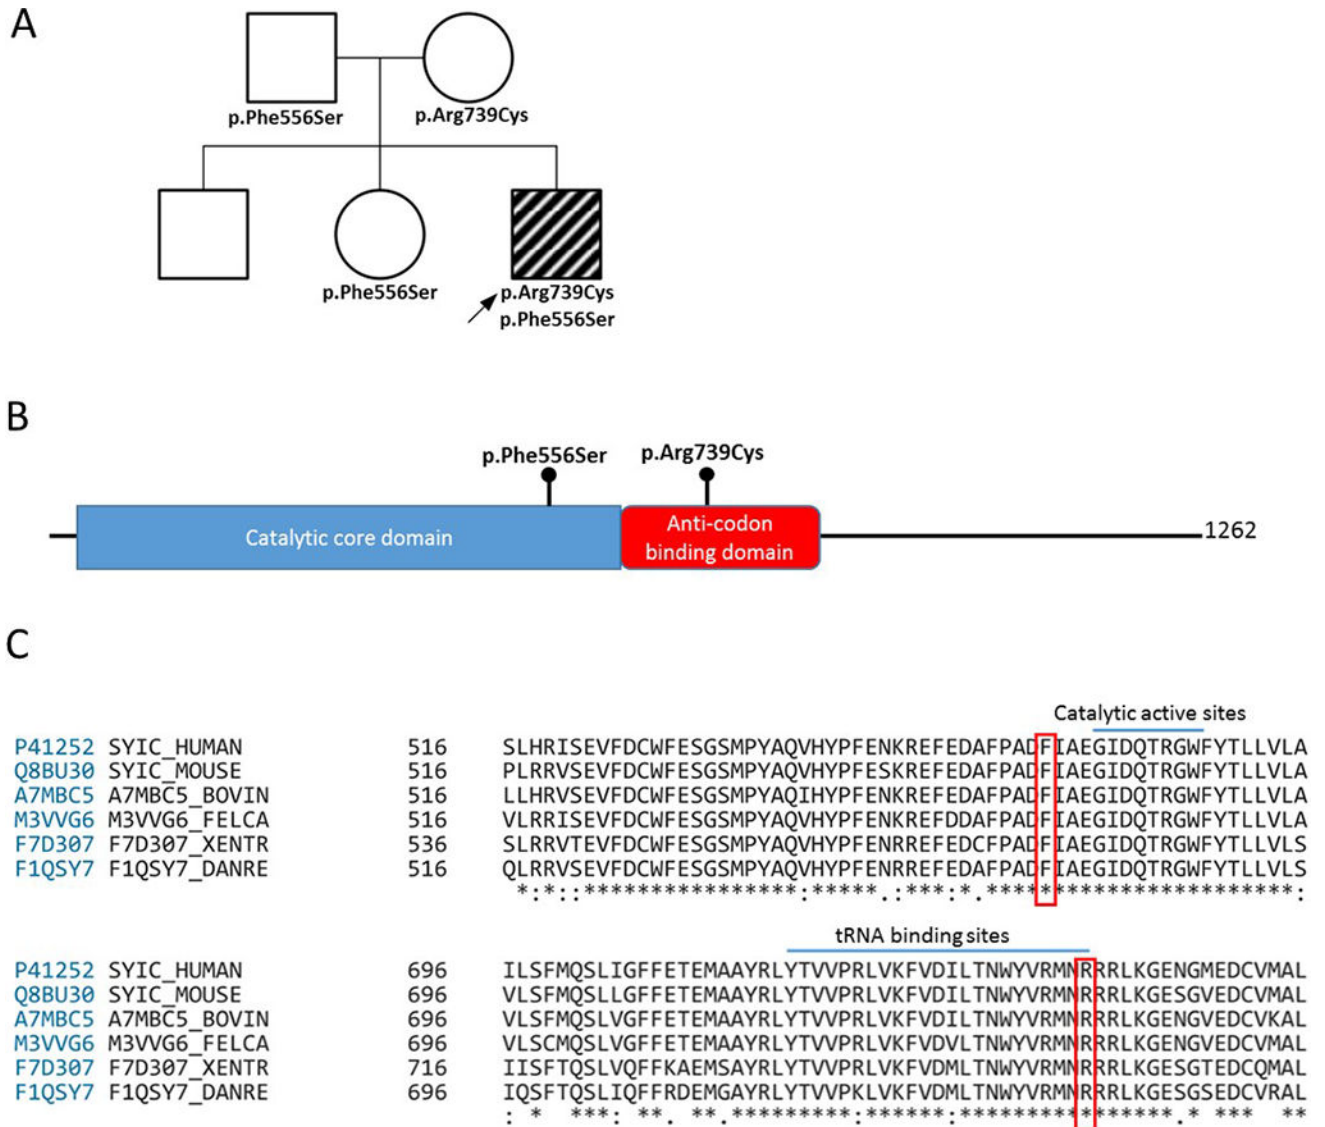 A
p.Phe556Ser
p.Arg739Cys
p.Phe556Ser
p.Arg739Cys
p.Phe556Ser
B
p.Phe556Ser p.Arg739Cys
Catalytic core domain
Anti-codon
binding domain
1262
C
Catalytic active sites
P41252 SYIC_HUMAN 516 SLHRISEVFDCWFESGSMPYAQVHYPFENKREFEDAFPADFIAEGIDQTRGWFYTLLVLA
Q8BU30 SYIC_MOUSE 516 PLRRVSEVFDCWFESGSMPYAQVHYPFESKREFEDAFPADFIAEGIDQTRGWFYTLLVLA
A7MBC5 A7MBC5_BOVIN 516 LLHRVSEVFDCWFESGSMPYAQIHYPFENKREFEDAFPADFIAEGIDQTRGWFYTLLVLA
M3VVG6 M3VVG6_FELCA 516 VLRRISEVFDCWFESGSMPYAQVHYPFENKREFDDAFPADFIAEGIDQTRGWFYTLLVLA
F7D307 F7D307_XENTR 536 SLRRVTEVFDCWFESGSMPYAQVHYPFENRREFEDCFPADFIAEGIDQTRGWFYTLLVLS
F1QSY7 F1QSY7_DANRE 516 QLRRVSEVFDCWFESGSMPYAQVHYPFENRREFEDAFPADFIAEGIDQTRGWFYTLLVLS
*:*::*****************:*****.:***:*.************************:
tRNA binding sites
P41252 SYIC_HUMAN 696 ILSFMQSLIGFFETEMAAYRLYTVVPRLVKFVDILTNWYVRMNRRRLKGENGMEDCVMAL
Q8BU30 SYIC_MOUSE 696 VLSFMQSLLGFFETEMAAYRLYTVVPRLVKFVDILTNWYVRMNRRRLKGESGVEDCVMAL
A7MBC5 A7MBC5_BOVIN 696 VLSFMQSLVGFFETEMAAYRLYTVVPRLVKFVDILTNWYVRMNRRRLKGENGVEDCVKAL
M3VVG6 M3VVG6_FELCA 696 VLSCMQSLVGFFETEMAAYRLYTVVPRLVKFVDVLTNWYVRMNRRRLKGENGVEDCVMAL
F7D307 F7D307_XENTR 716 IISFTQSLVQFFKAEMSAYRLYTVVPRLVKFVDMLTNWYVRMNRRRLKGESGTEDCQMAL
F1QSY7 F1QSY7_DANRE 696 IQSFTQSLIQFFRDEMGAYRLYTVVPKLVKFVDMLTNWYVRMNRRRLKGESGSEDCVRAL
: * ***: **. **.*********:******:****************.* *** **